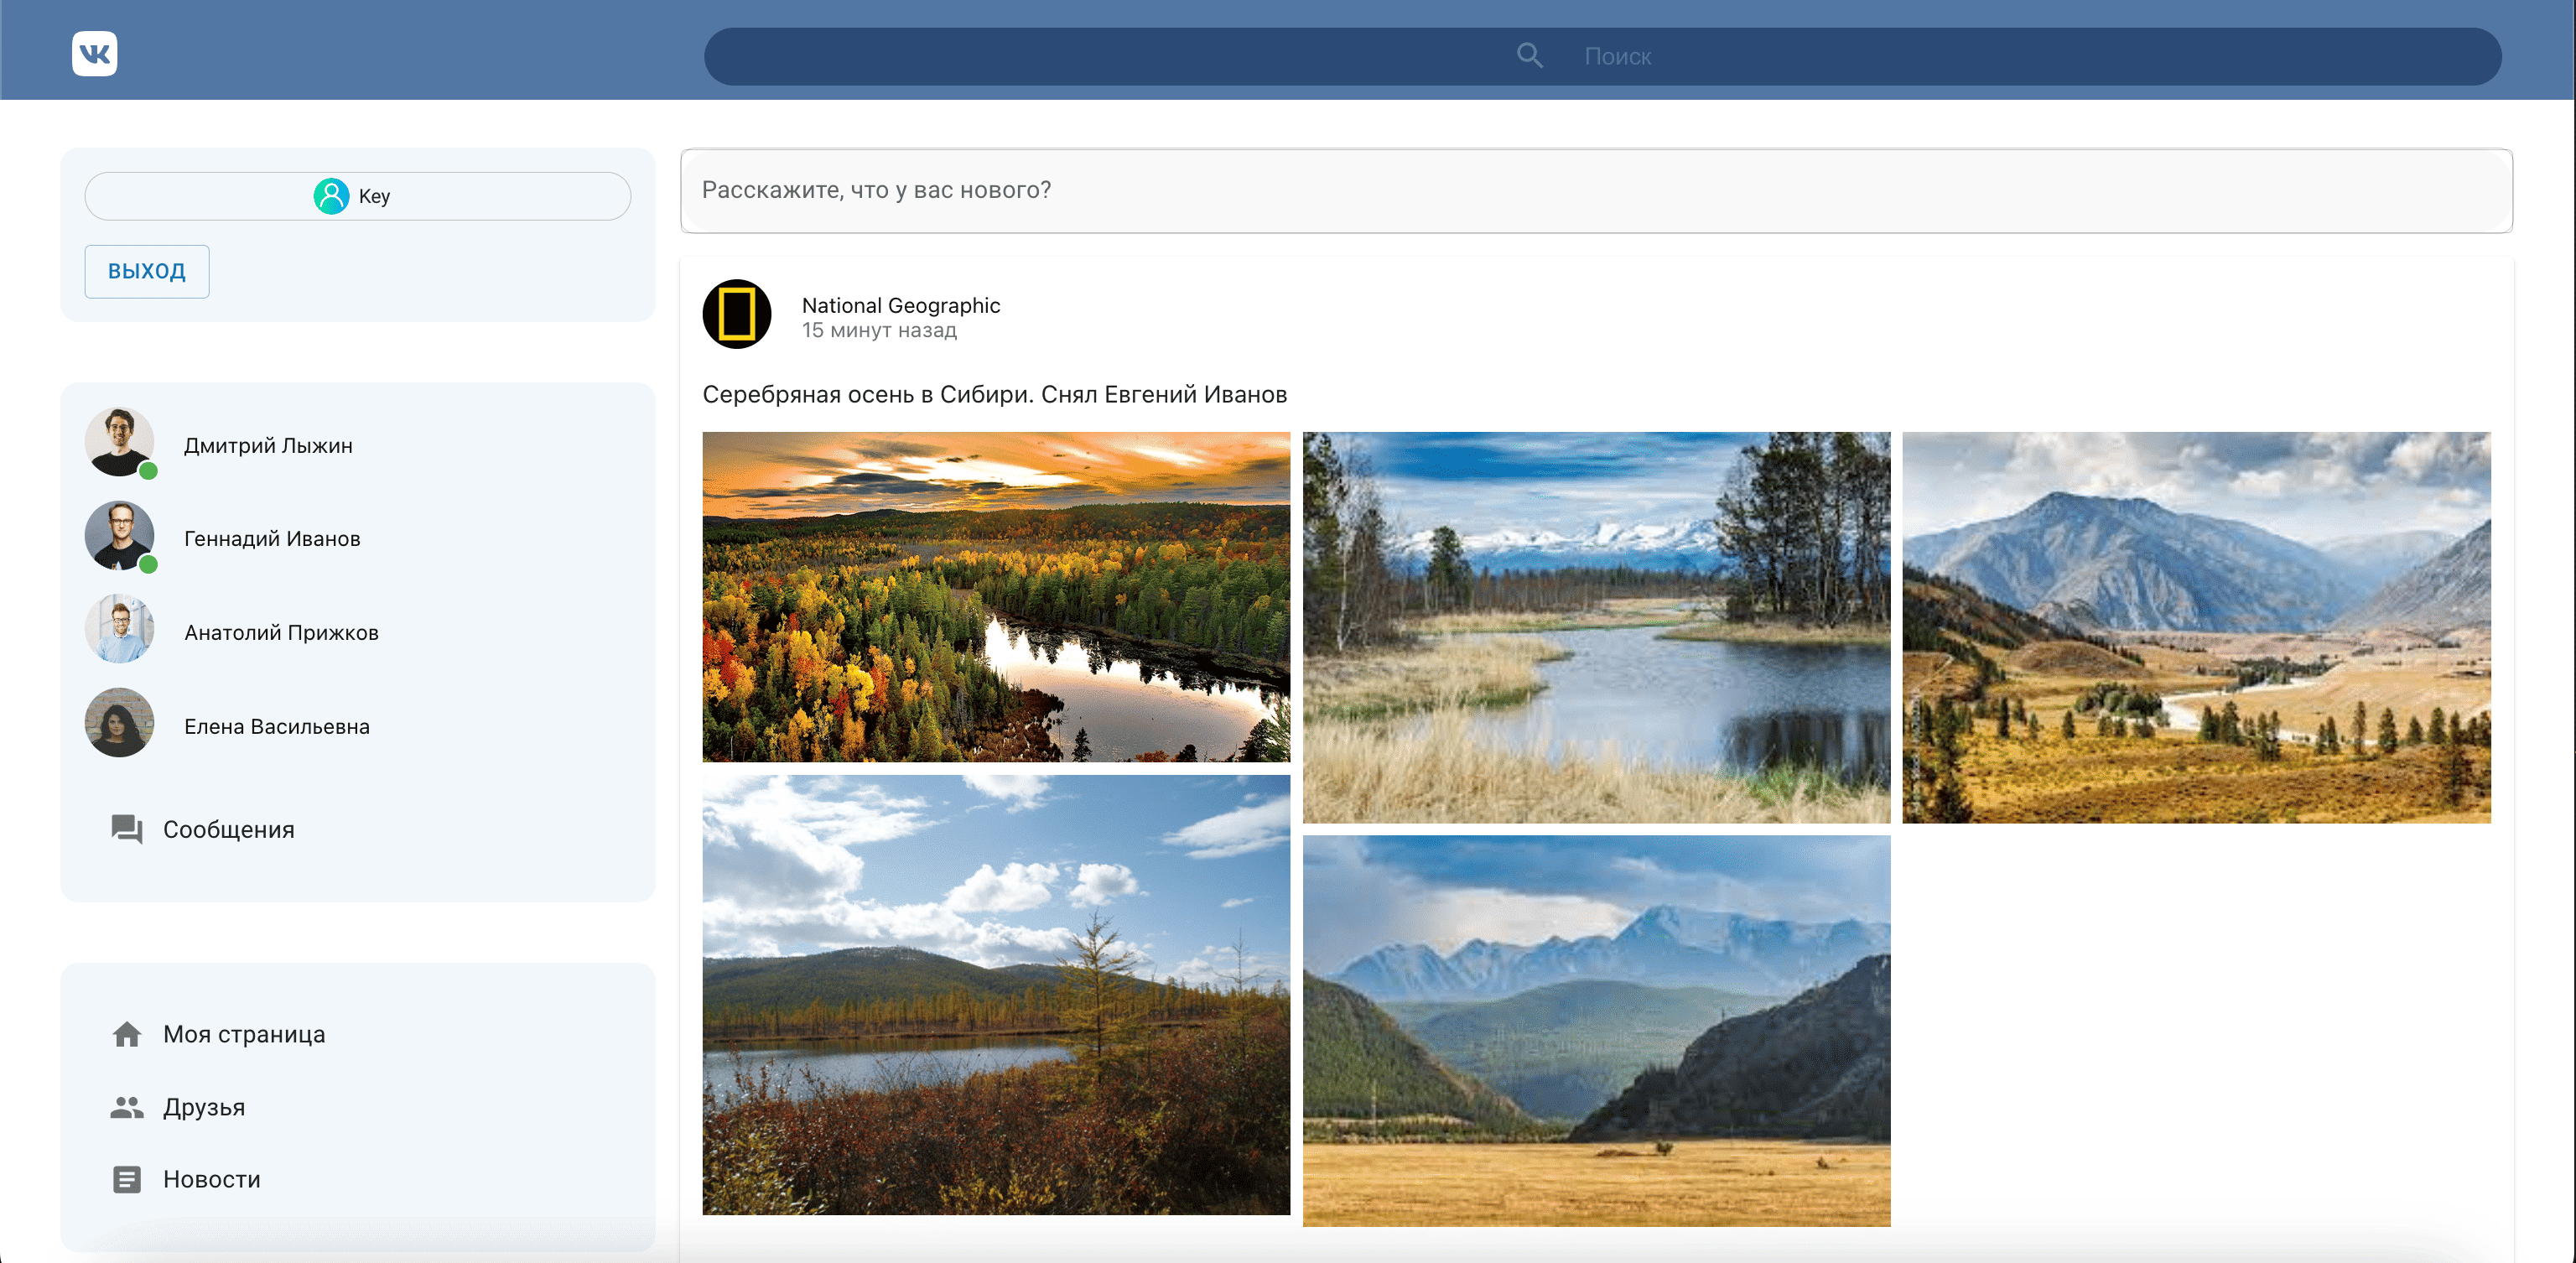 Поиск
Key
ВЫХОД
Дмитрий Лыжин
Геннадий Иванов
Анатолий Прижков
Елена Васильевна
Сообщения
Моя страница
Друзья
Новости
Расскажите, что у вас нового?
National Geographic
15 минут назад
Серебряная осень в Сибири. Снял Евгений Иванов